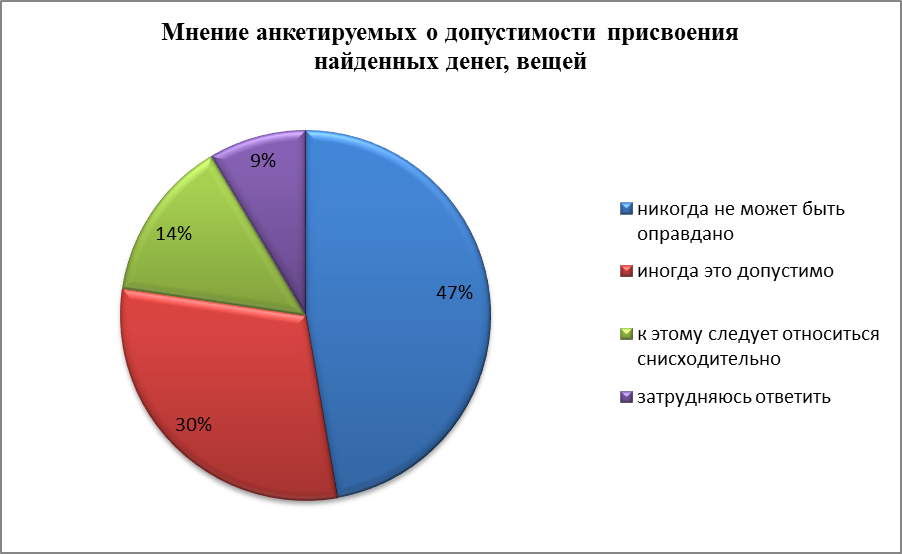 Мнение анкетируемых о допустимости присвоения
найденных денег, вещей
9%
14%
47%
30%
никогда не может быть
оправдано
иногда это допустимо
к этому следует относиться
снисходительно
затрудняюсь ответить